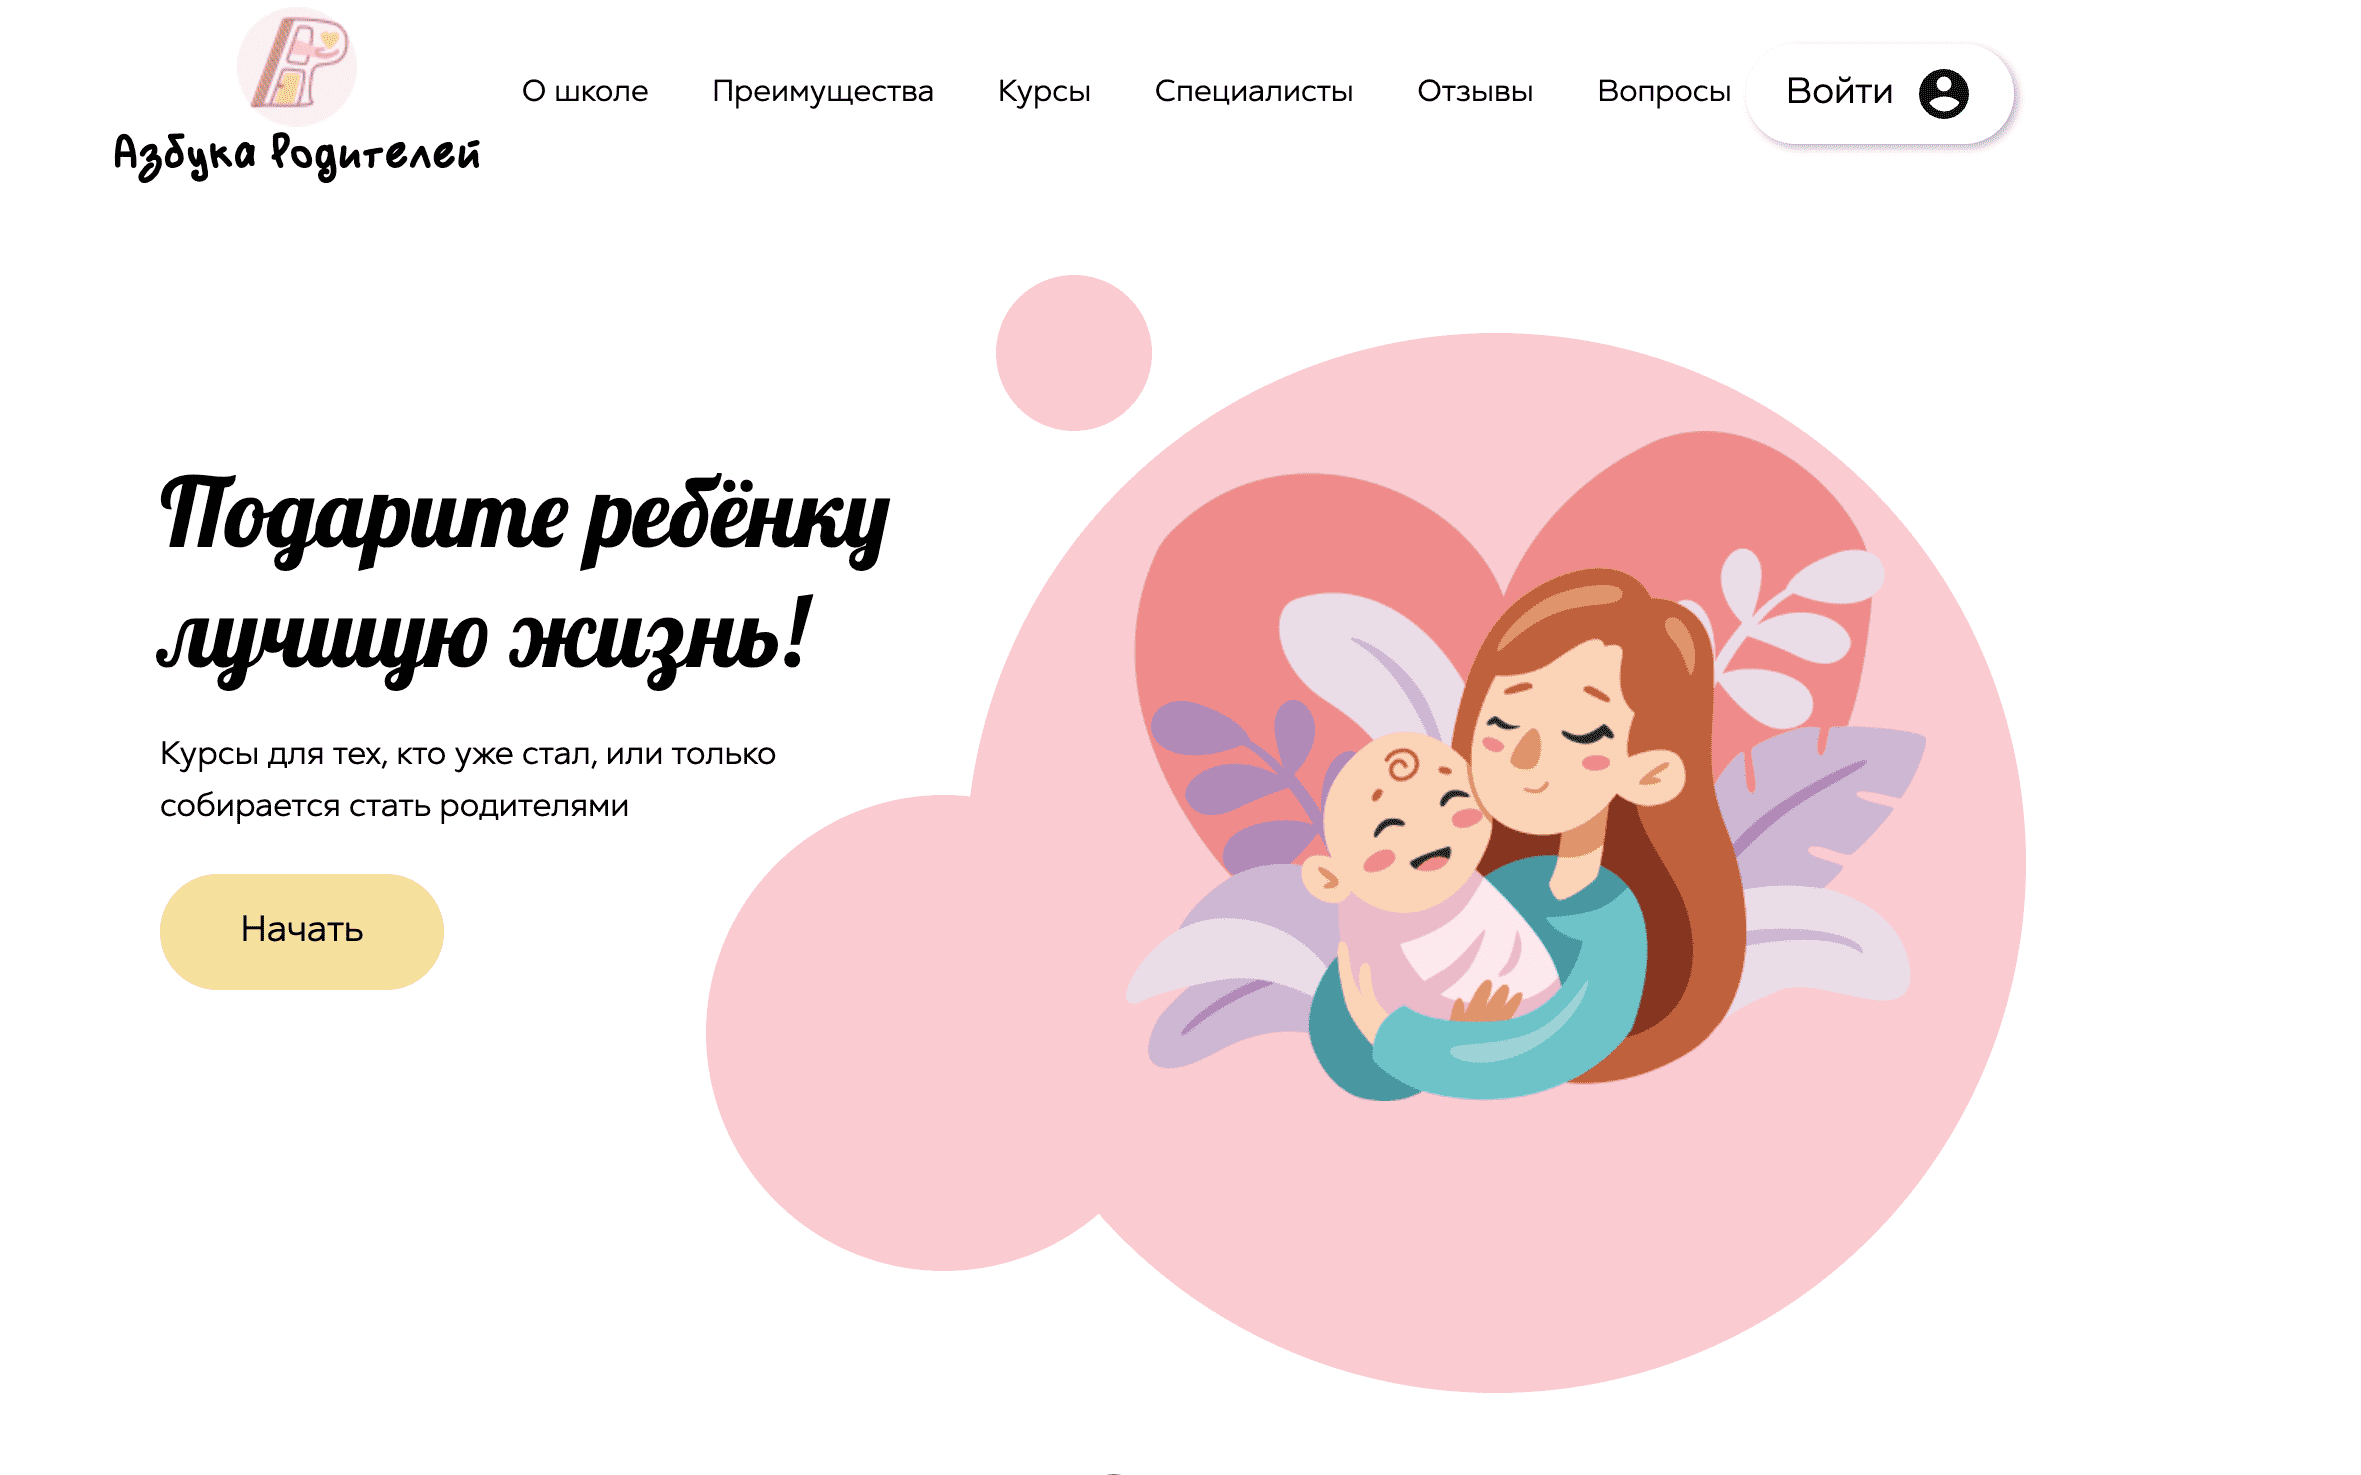 Азбука Родителей
О школе
Преимущества
Курсы
Специалисты
Отзывы
Вопросы
Войти
Подарите ребёнку
лучшую жизнь!
Курсы для тех, кто уже стал, или только
собирается стать родителями
Начать